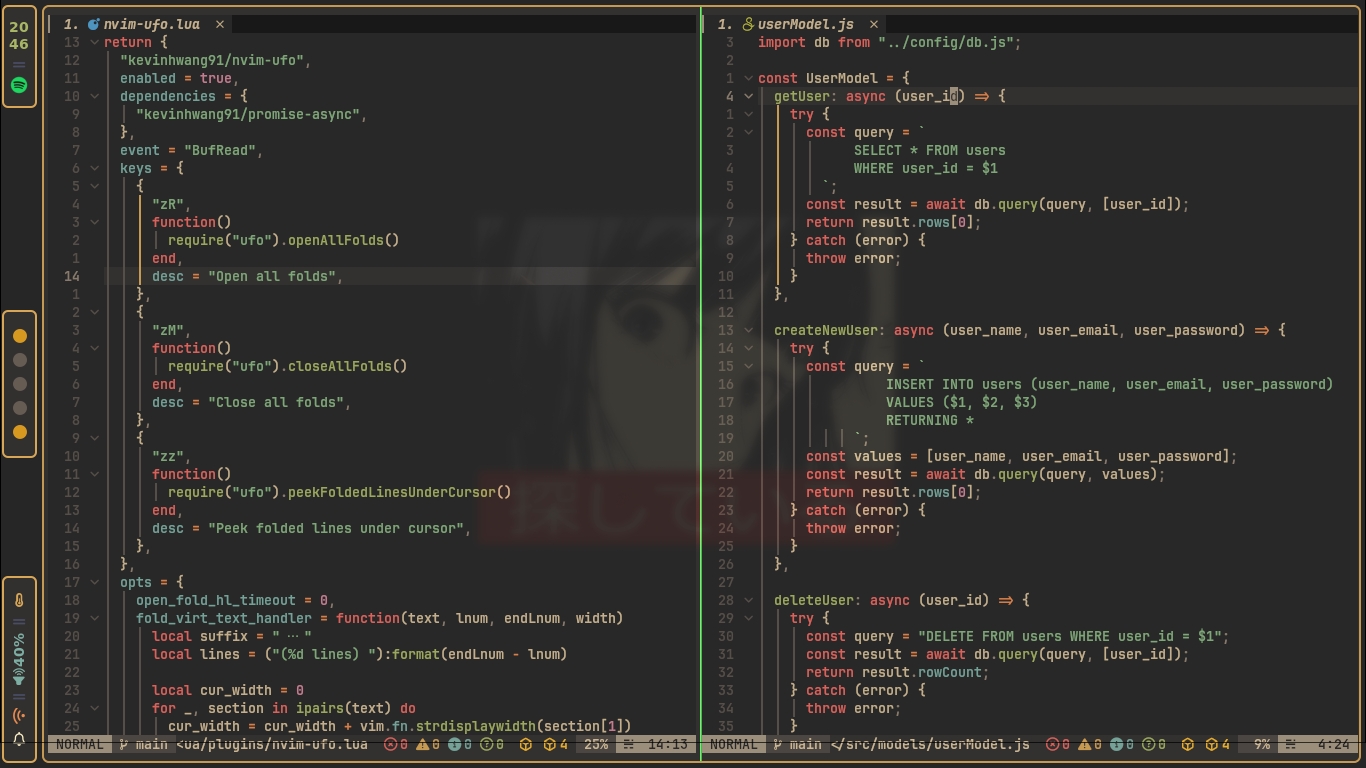 20
46
40%
1. nvim-ufo.lua ×
13 return {
12 "kevinhwang91/nvim-ufo",
11 enabled = true,
10 dependencies = {
9 "kevinhwang91/promise-async",
8 },
7 event = "BufRead",
6 keys = {
5 {
4 "zR",
3 function()
2 require("ufo").openAllFolds()
1 end,
14 desc = "Open all folds",
1 },
2 {
3 "zM",
4 function()
5 require("ufo").closeAllFolds()
6 end,
7 desc = "Close all folds",
8 },
9 {
10 "zz",
11 function()
12 require("ufo").peekFoldedLinesUnderCursor()
13 end,
14 desc = "Peek folded lines under cursor",
15 },
16 },
17 opts = {
18 open_fold_hl_timeout = 0,
19 fold_virt_text_handler = function(text, lnum, endLnum, width)
20 local suffix = " ⋯ "
21 local lines = ("(%d lines) "):format(endLnum - lnum)
22
23 local cur_width = 0
24 for _, section in ipairs(text) do
25 cur_width = cur_width + vim.fn.strdisplaywidth(section[1])
NORMAL main <ua/plugins/nvim-ufo.lua 0 0 0 0 4 25% 14:13
1. userModel.js ×
3 import db from "../config/db.js";
2
1 const UserModel = {
4 getUser: async (user_id) => {
1 try {
2 const query = `
3 SELECT * FROM users
4 WHERE user_id = $1
5 `;
6 const result = await db.query(query, [user_id]);
7 return result.rows[0];
8 } catch (error) {
9 throw error;
10 }
11 },
12
13 createNewUser: async (user_name, user_email, user_password) => {
14 try {
15 const query = `
16 INSERT INTO users (user_name, user_email, user_password)
17 VALUES ($1, $2, $3)
18 RETURNING *
19 `;
20 const values = [user_name, user_email, user_password];
21 const result = await db.query(query, values);
22 return result.rows[0];
23 } catch (error) {
24 throw error;
25 }
26 },
27
28 deleteUser: async (user_id) => {
29 try {
30 const query = "DELETE FROM users WHERE user_id = $1";
31 const result = await db.query(query, [user_id]);
32 return result.rowCount;
33 } catch (error) {
34 throw error;
35 }
NORMAL main </src/models/userModel.js 0 0 0 0 4 9% 4:24
探して